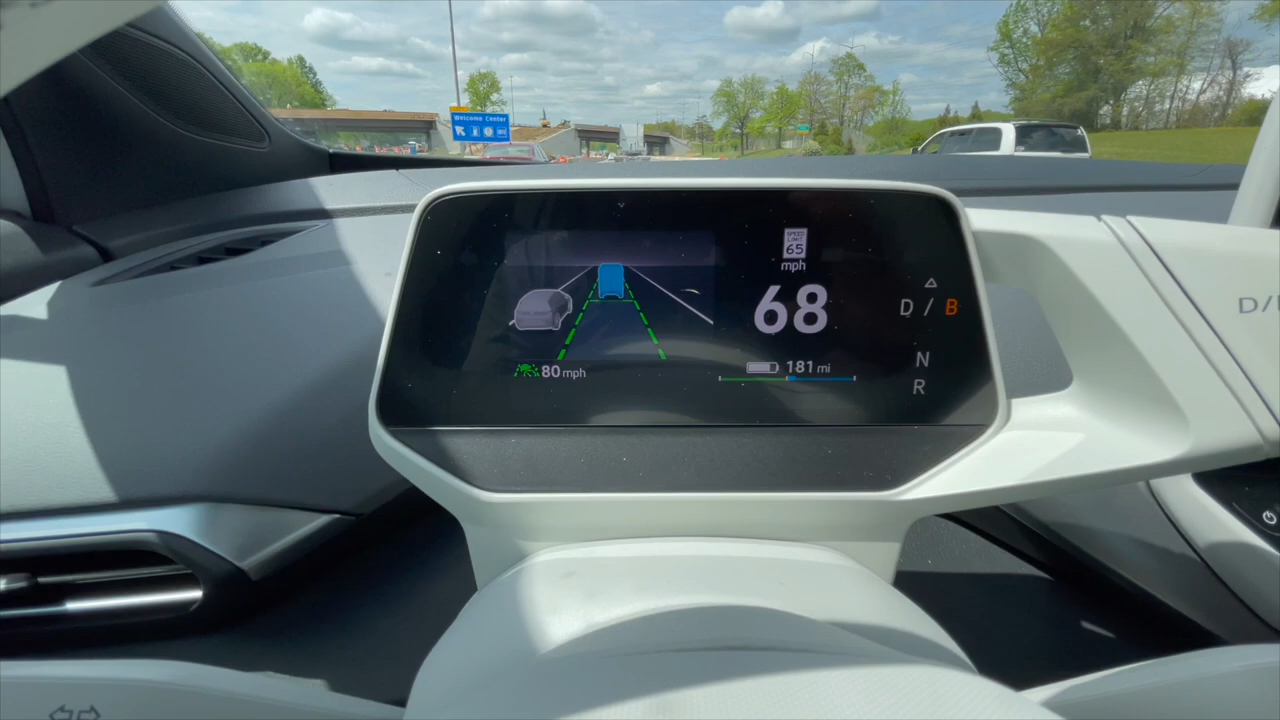 Welcome Center
SPEED
LIMIT
65
mph
68
D / B
N
R
80 mph
181 mi